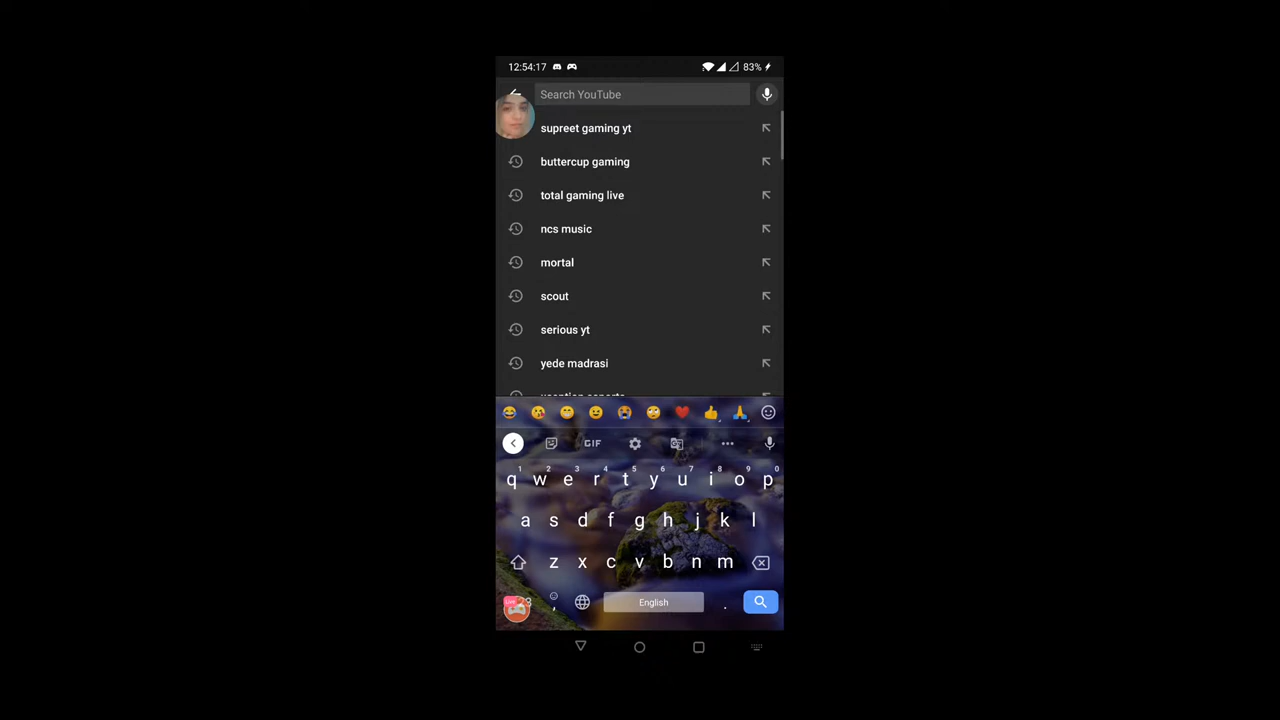 12:54:17 83%
Search YouTube
supreet gaming yt
buttercup gaming
total gaming live
ncs music
mortal
scout
serious yt
yede madrasi
GIF
1 2 3 4 5 6 7 8 9 0
q w e r t y u i o p
a s d f g h j k l
z x c v b n m
Live , English .